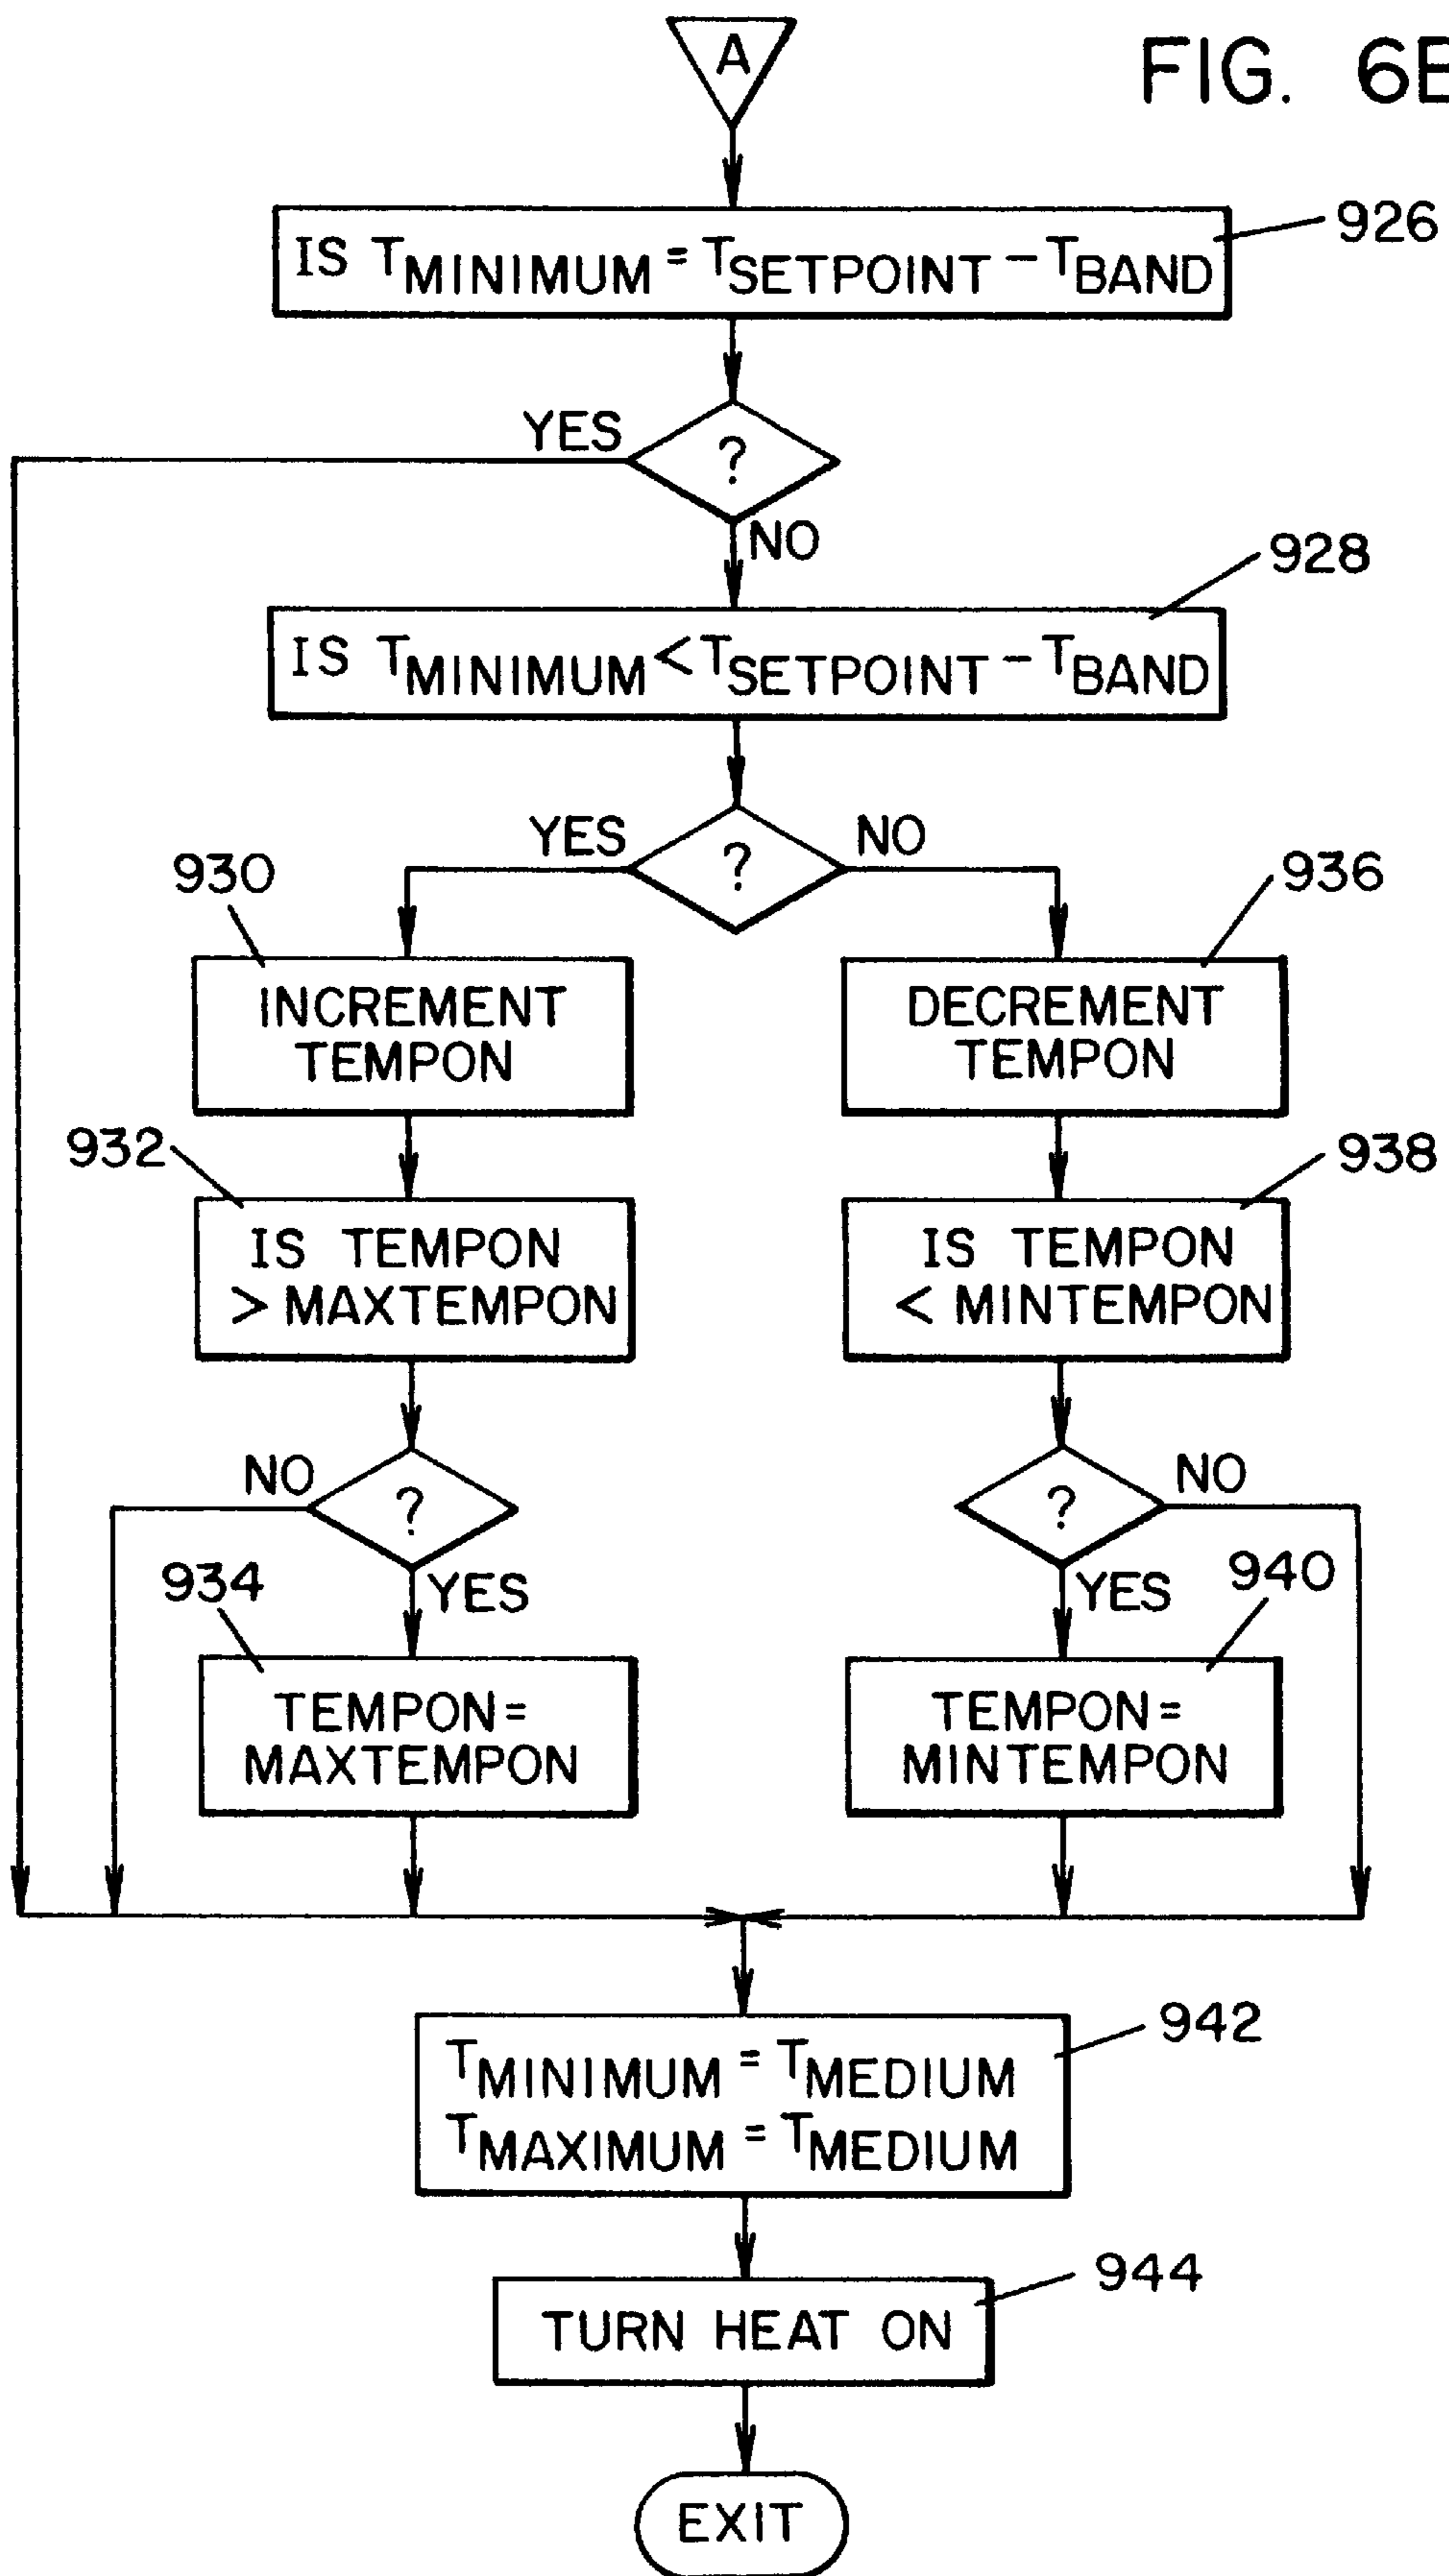 A
FIG. 6B
IS TMINIMUM = TSETPOINT - TBAND
926
YES
?
NO
928
IS TMINIMUM < TSETPOINT - TBAND
YES
?
NO
930
936
INCREMENT
TEMPON
DECREMENT
TEMPON
932
938
IS TEMPON
> MAXTEMPON
IS TEMPON
< MINTEMPON
NO
?
YES
?
NO
YES
934
940
TEMPON=
MAXTEMPON
TEMPON=
MINTEMPON
942
TMINIMUM = TMEDIUM
TMAXIMUM = TMEDIUM
944
TURN HEAT ON
EXIT